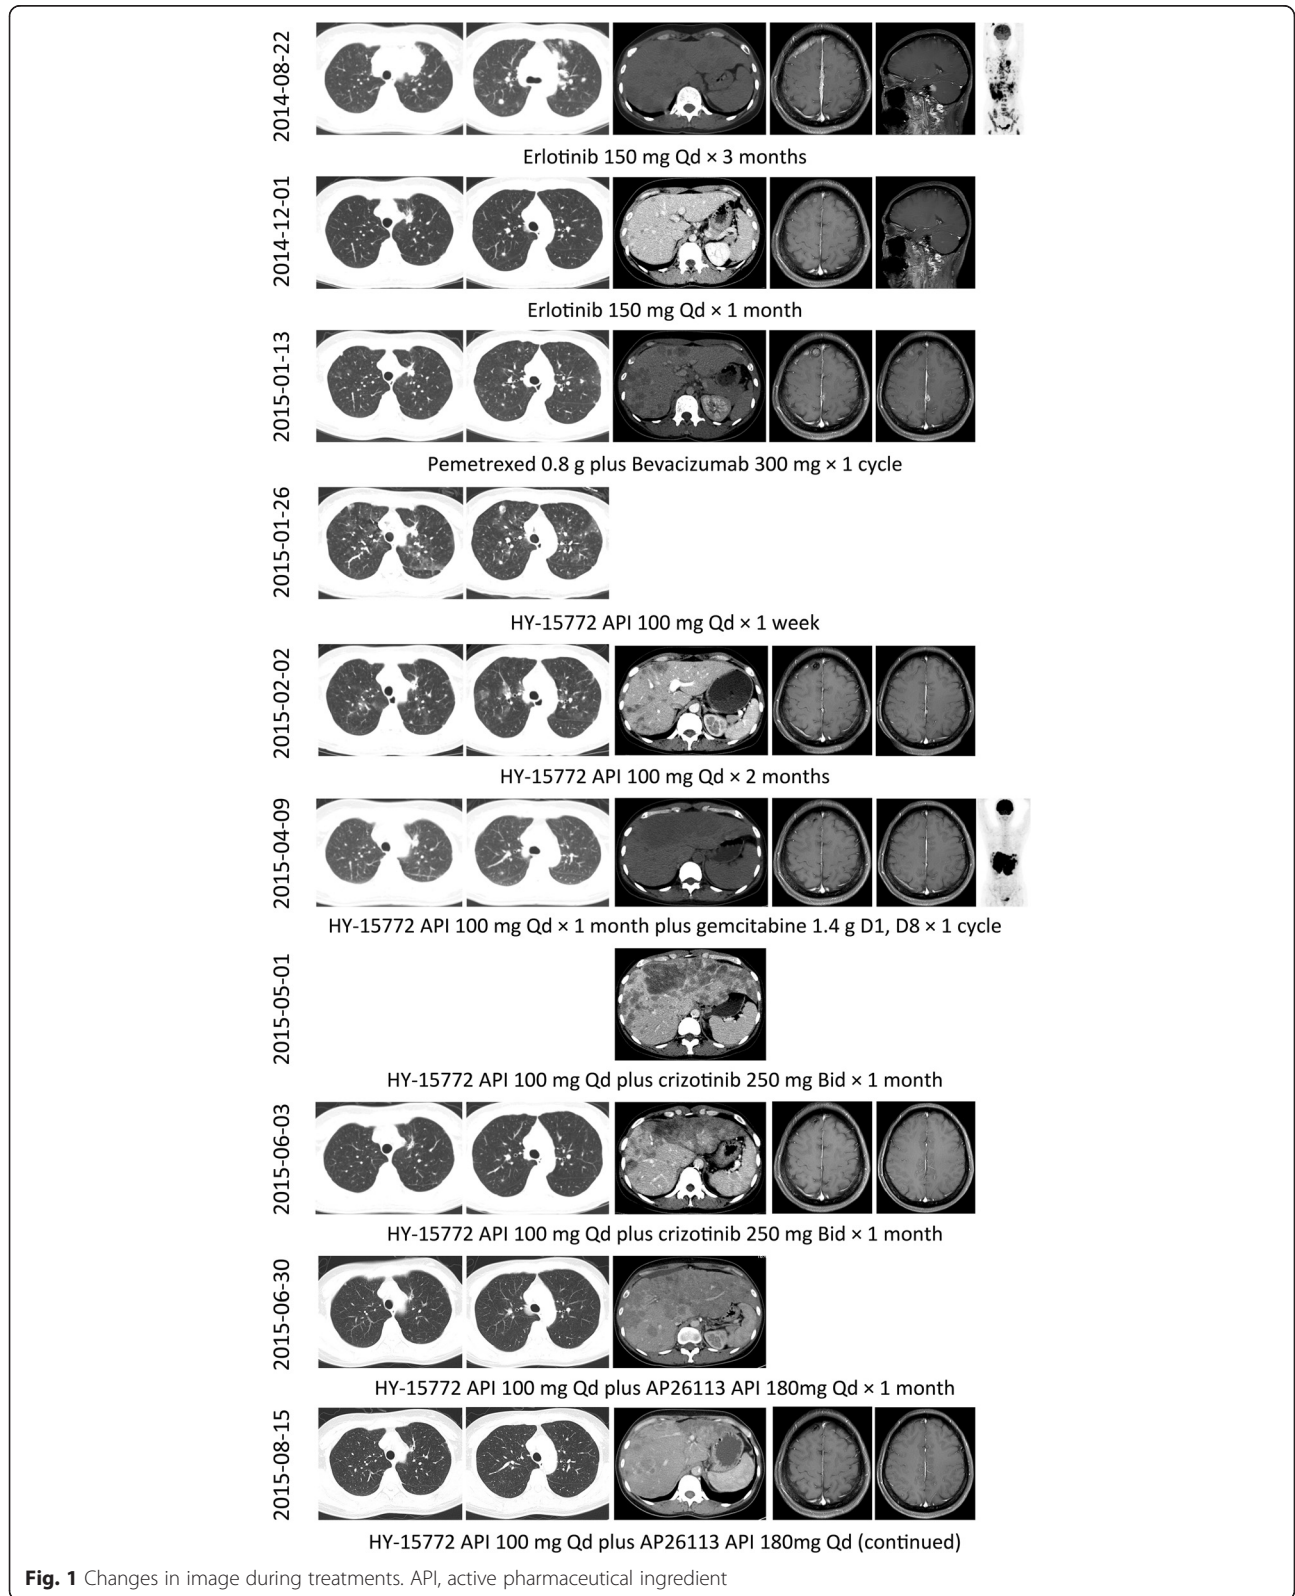 2014-08-22
Erlotinib 150 mg Qd × 3 months
2014-12-01
Erlotinib 150 mg Qd × 1 month
2015-01-13
Pemetrexed 0.8 g plus Bevacizumab 300 mg × 1 cycle
2015-01-26
HY-15772 API 100 mg Qd × 1 week
2015-02-02
HY-15772 API 100 mg Qd × 2 months
2015-04-09
HY-15772 API 100 mg Qd × 1 month plus gemcitabine 1.4 g D1, D8 × 1 cycle
2015-05-01
HY-15772 API 100 mg Qd plus crizotinib 250 mg Bid × 1 month
2015-06-03
HY-15772 API 100 mg Qd plus crizotinib 250 mg Bid × 1 month
2015-06-30
HY-15772 API 100 mg Qd plus AP26113 API 180mg Qd × 1 month
2015-08-15
HY-15772 API 100 mg Qd plus AP26113 API 180mg Qd (continued)
Fig. 1 Changes in image during treatments. API, active pharmaceutical ingredient